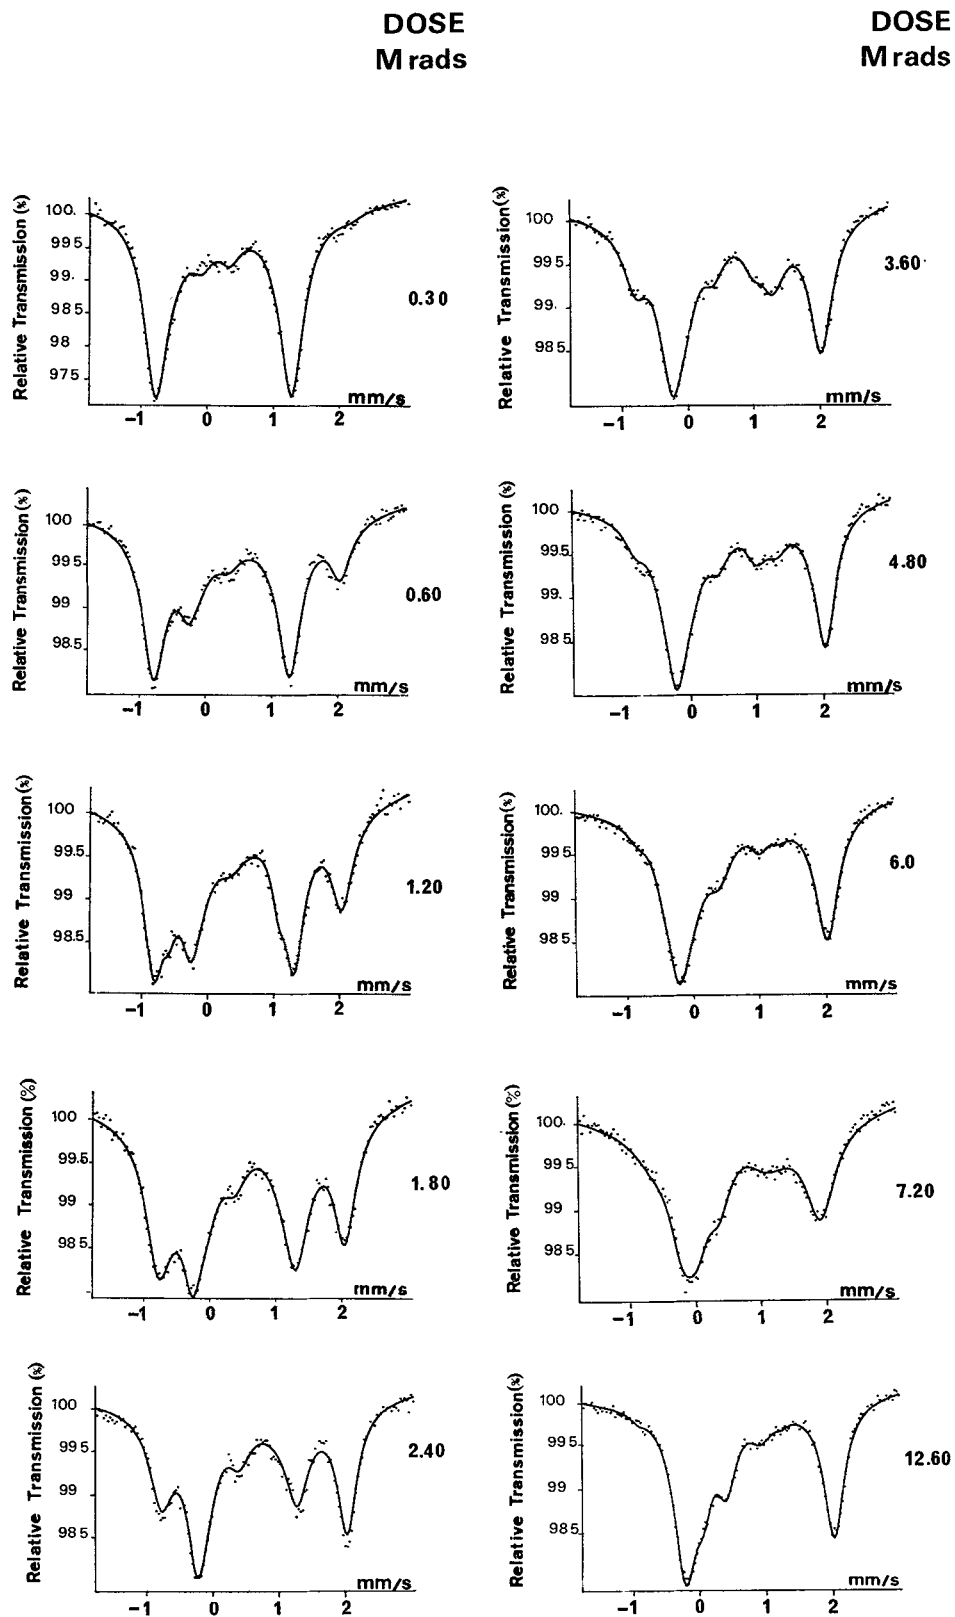 DOSE
M rads
DOSE
M rads
Relative Transmission (%)
100.
99.5
99.
98.5
98
97.5
0.30
mm/s
-1 0 1 2
Relative Transmission (%)
100
99.5
99.
98.5
3.60
mm/s
-1 0 1 2
Relative Transmission (%)
100
99.5
99
98.5
0.60
mm/s
-1 0 1 2
Relative Transmission (%)
100
99.5
99.
98.5
4.80
mm/s
-1 0 1 2
Relative Transmission (%)
100
99.5
99
98.5
1.20
mm/s
-1 0 1 2
Relative Transmission (%)
100.
99.5
99
98.5
6.0
mm/s
-1 0 1 2
Relative Transmission (%)
100
99.5
99
98.5
1.80
mm/s
-1 0 1 2
Relative Transmission (%)
100.
99.5
99
98.5
7.20
mm/s
-1 0 1 2
Relative Transmission (%)
100
99.5
99
98.5
2.40
mm/s
-1 0 1 2
Relative Transmission (%)
100
99.5
99
98.5
12.60
mm/s
-1 0 1 2